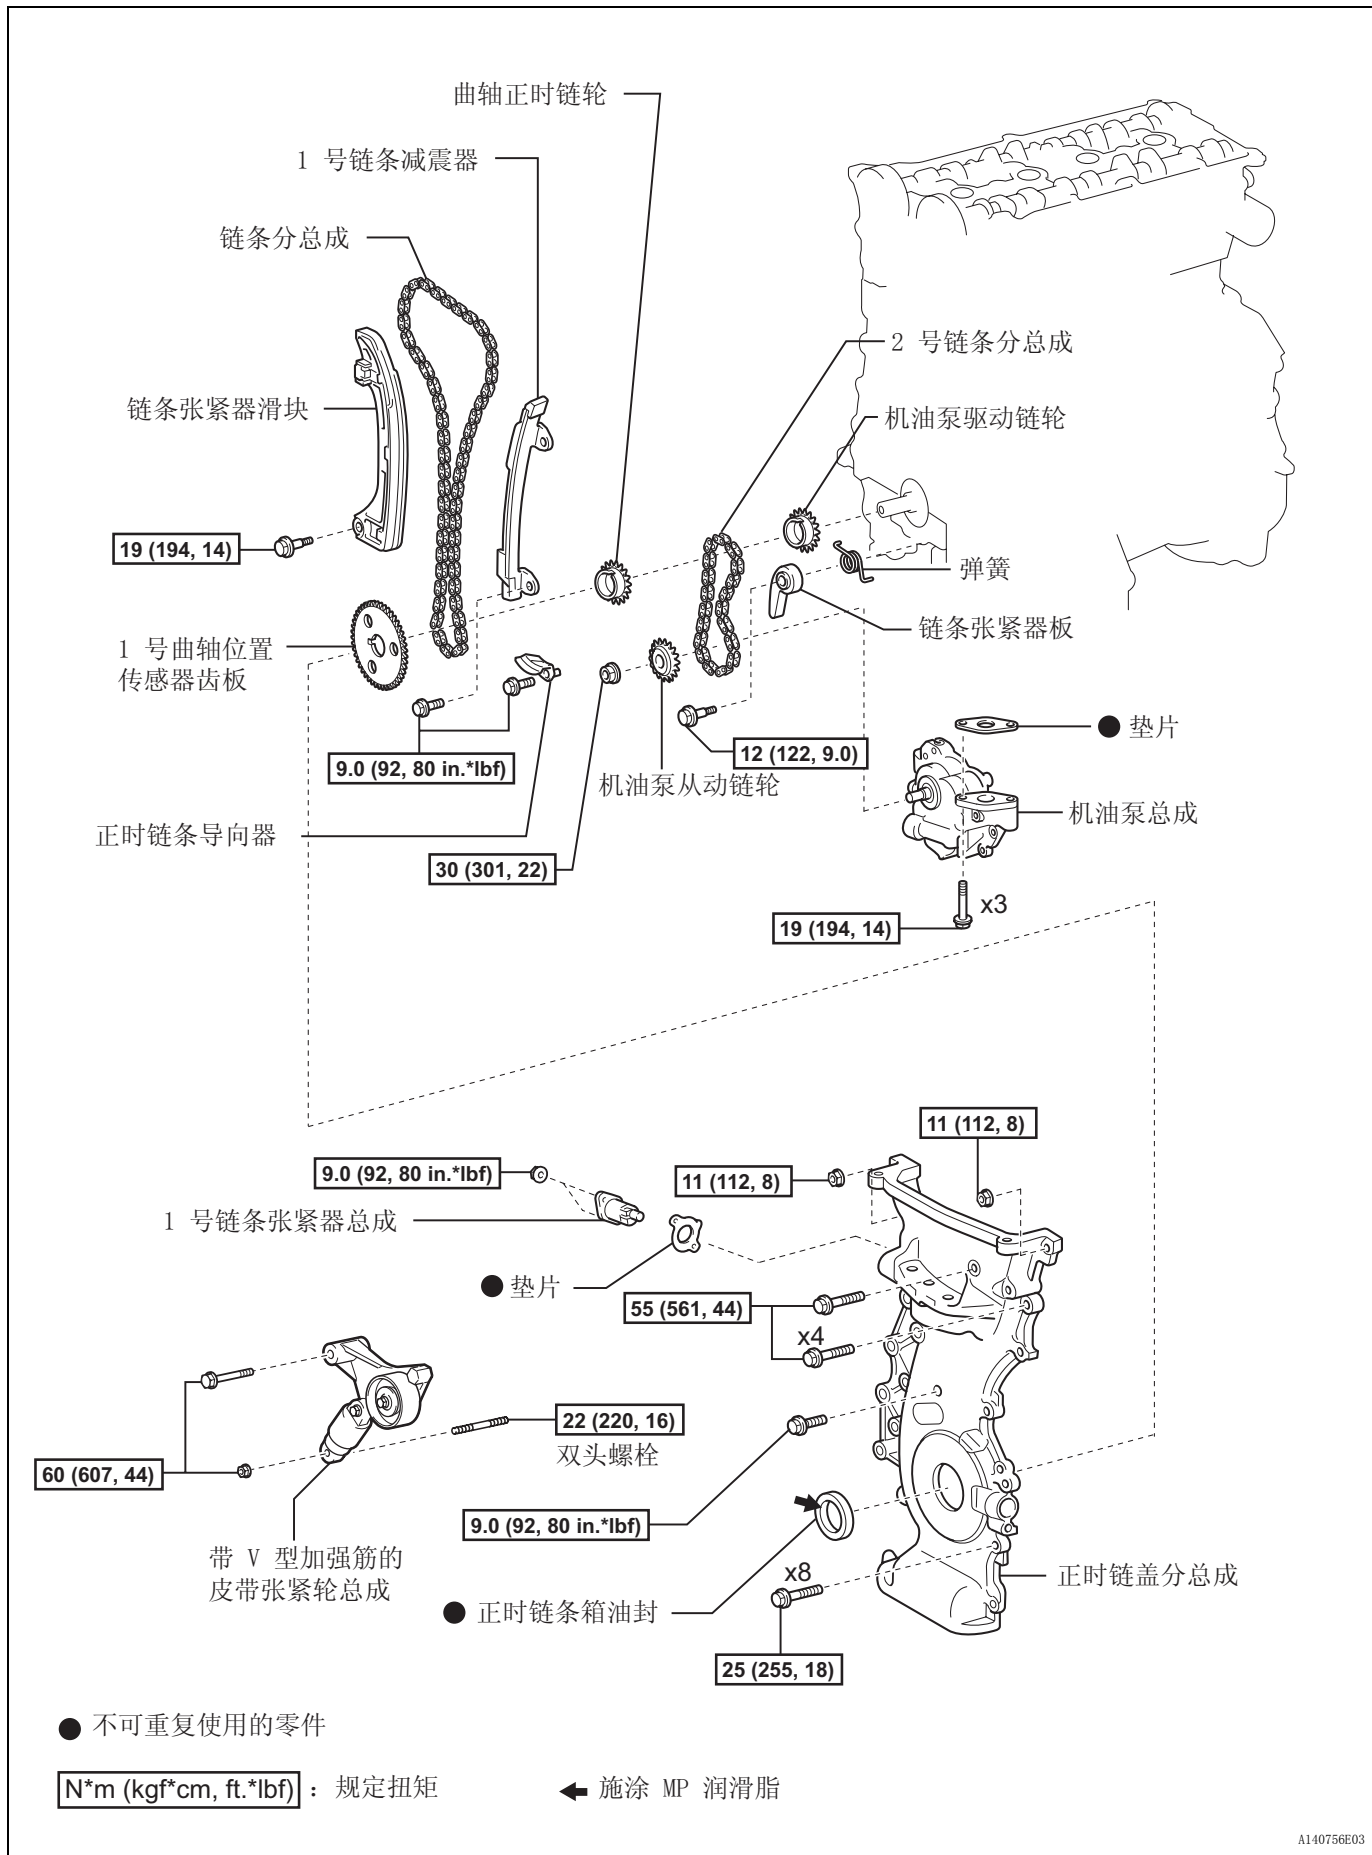 曲轴正时链轮
1 号链条减震器
链条分总成
2 号链条分总成
机油泵驱动链轮
链条张紧器滑块
19 (194, 14)
弹簧
链条张紧器板
1 号曲轴位置
传感器齿板
垫片
9.0 (92, 80 in.*lbf)
12 (122, 9.0)
机油泵从动链轮
机油泵总成
正时链条导向器
30 (301, 22)
x3
19 (194, 14)
11 (112, 8)
9.0 (92, 80 in.*lbf)
11 (112, 8)
1 号链条张紧器总成
垫片
55 (561, 44)
x4
22 (220, 16)
双头螺栓
60 (607, 44)
9.0 (92, 80 in.*lbf)
带 V 型加强筋的
皮带张紧轮总成
x8
正时链盖分总成
正时链条箱油封
25 (255, 18)
不可重复使用的零件
N*m (kgf*cm, ft.*lbf) : 规定扭矩
施涂 MP 润滑脂
A140756E03